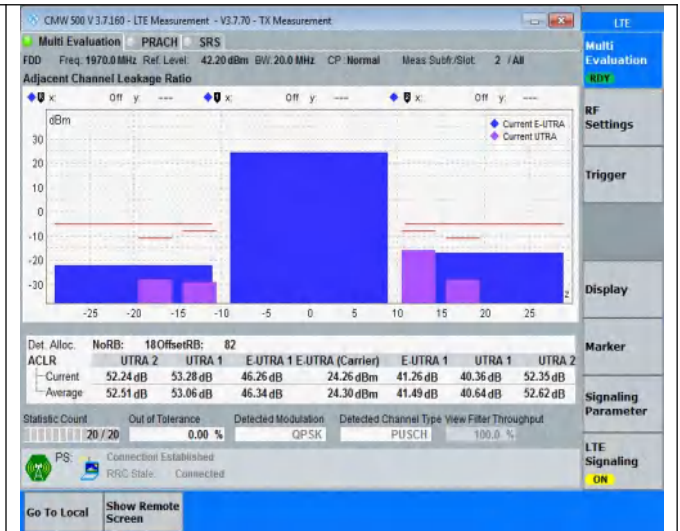 CMW 500 V 3.7.160 - LTE Measurement - V3.7.70 - TX Measurement
LTE
Multi Evaluation PRACH SRS
Multi
Evaluation
RDY
FDD Freq: 1970.0 MHz Ref. Level: 42.20 dBm BW: 20.0 MHz CP: Normal Meas Subfr./Slot: 2 / All
Adjacent Channel Leakage Ratio
x: Off y: --- x: Off y: --- x: Off y: ---
dBm
Current E-UTRA
Current UTRA
30
20
10
0
-10
-20
-30
-25 -20 -15 -10 -5 0 5 10 15 20 25
z
RF
Settings
Trigger
Display
Marker
Signaling
Parameter
LTE
Signaling
ON
Det. Alloc. NoRB: 18OffsetRB: 82
ACLR UTRA 2 UTRA 1 E-UTRA 1 E-UTRA (Carrier) E-UTRA 1 UTRA 1 UTRA 2
Current 52.24 dB 53.28 dB 46.26 dB 24.26 dBm 41.26 dB 40.36 dB 52.35 dB
Average 52.51 dB 53.06 dB 46.34 dB 24.30 dBm 41.49 dB 40.64 dB 52.62 dB
Statistic Count Out of Tolerance Detected Modulation Detected Channel Type View Filter Throughput
20 / 20 0.00 % QPSK PUSCH 100.0 %
PS: Connection Established
RRC State: Connected
Go To Local
Show Remote
Screen